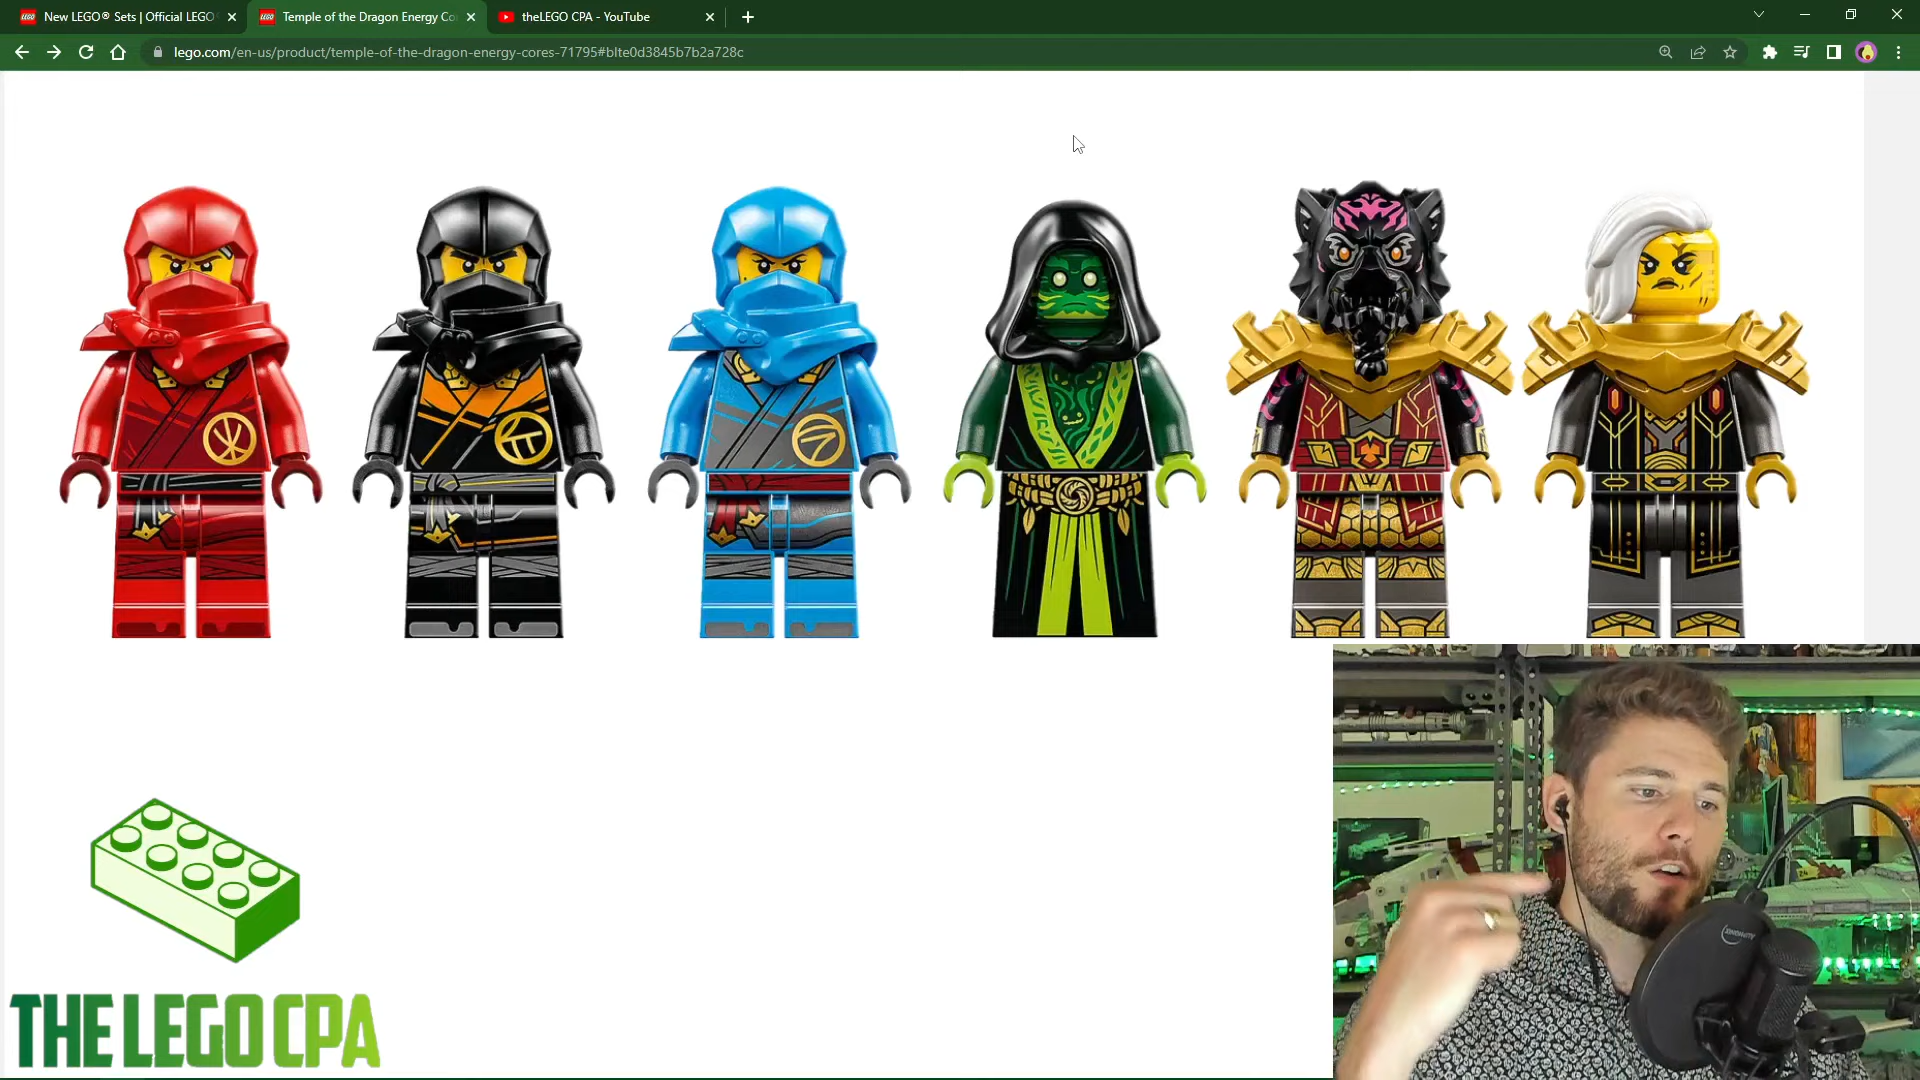 New LEGO® Sets | Official LEGO
Temple of the Dragon Energy Co
theLEGO CPA - YouTube
lego.com/en-us/product/temple-of-the-dragon-energy-cores-71795#blte0d3845b7b2a728c
THE LEGO CPA